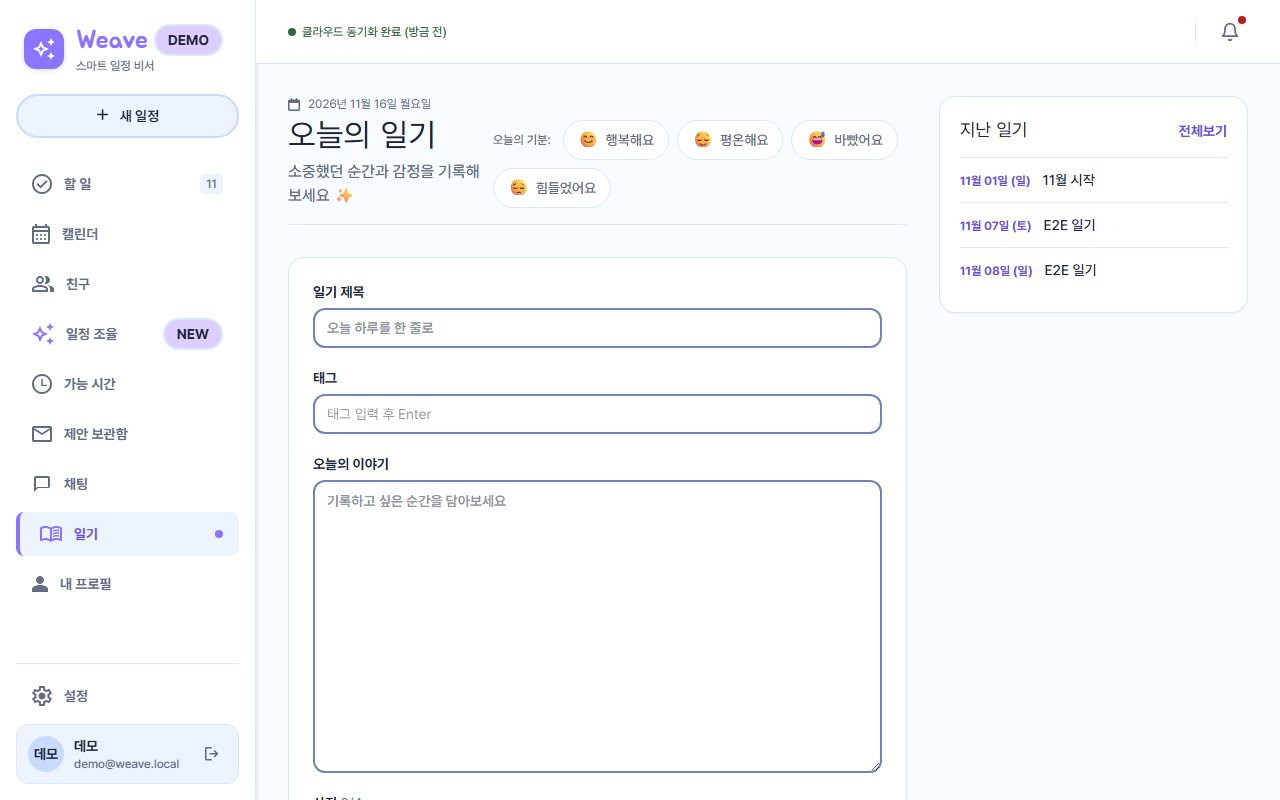 Weave
DEMO
스마트 일정 비서
새 일정
할 일
11
캘린더
친구
일정 조율
NEW
가능 시간
제안 보관함
채팅
일기
내 프로필
설정
데모
데모
demo@weave.local
클라우드 동기화 완료 (방금 전)
2026년 11월 16일 월요일
오늘의 일기
소중했던 순간과 감정을 기록해
보세요 ✨
오늘의 기분:
행복해요
평온해요
바빴어요
힘들었어요
일기 제목
오늘 하루를 한 줄로
태그
태그 입력 후 Enter
오늘의 이야기
기록하고 싶은 순간을 담아보세요
지난 일기
전체보기
11월 01일 (일) 11월 시작
11월 07일 (토) E2E 일기
11월 08일 (일) E2E 일기